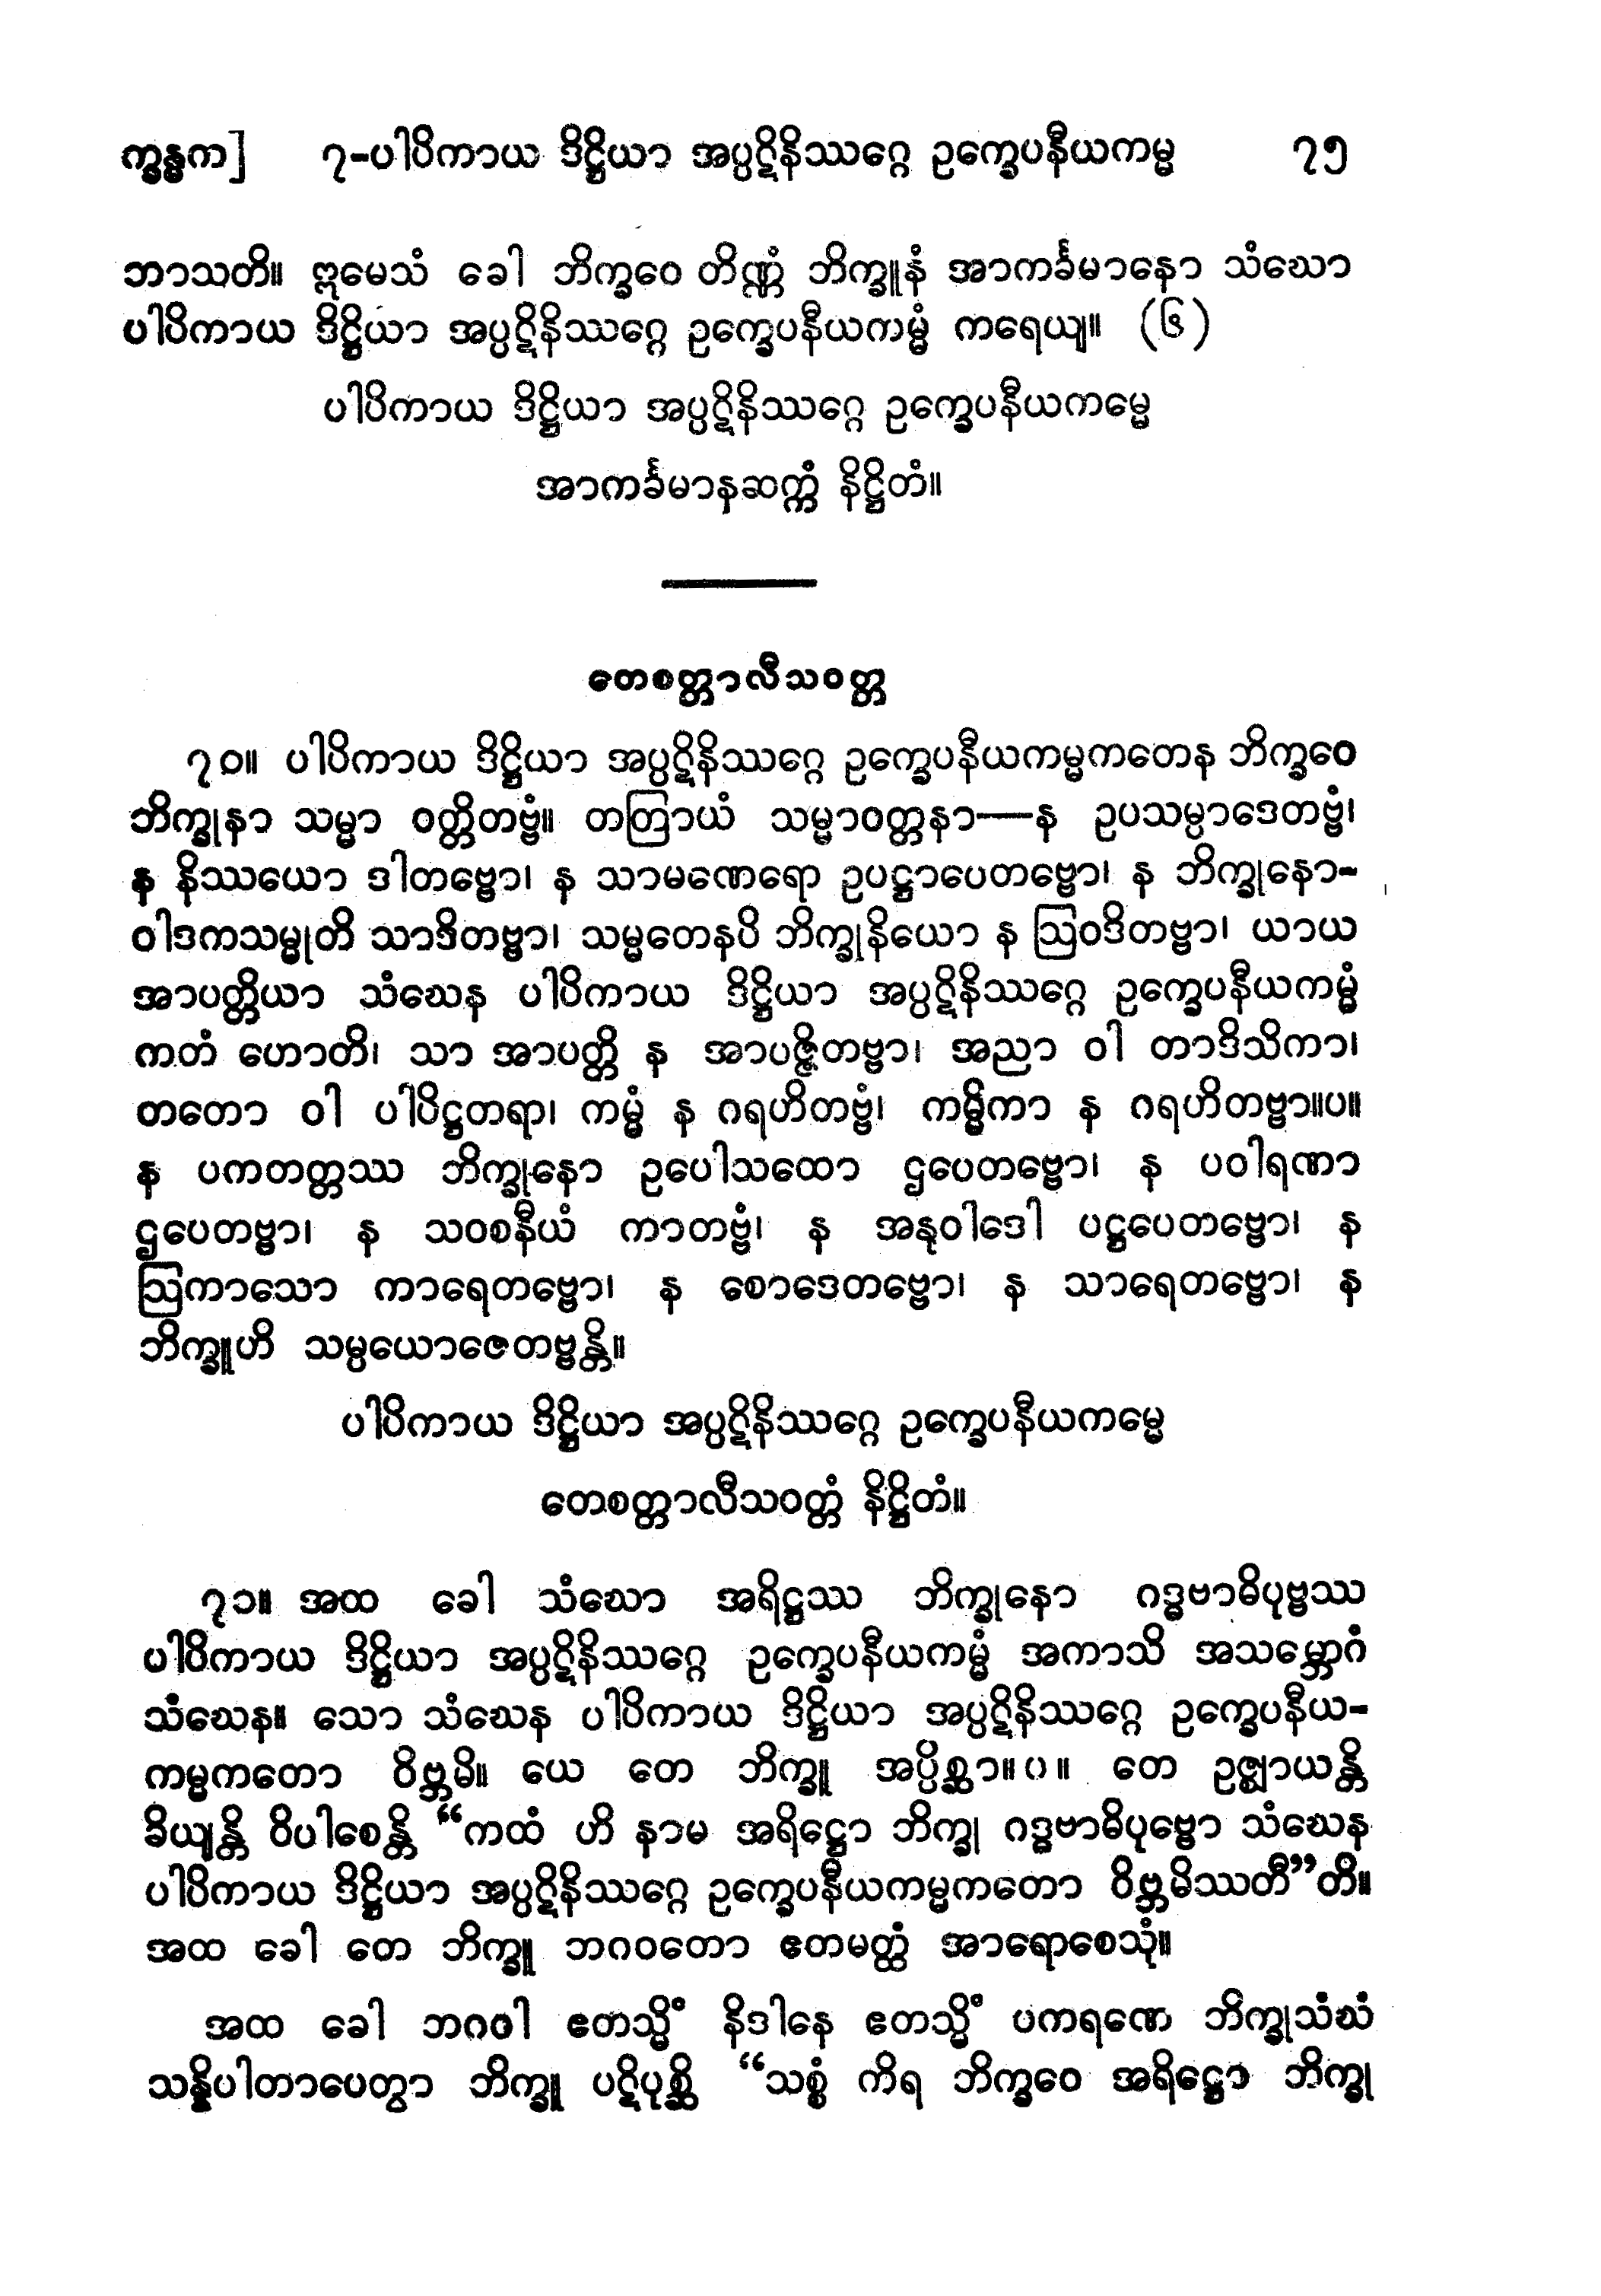 က္ခန္ဓက] ၇-ပါပိကာယ ဒိဋ္ဌိယာ အပ္ပဋိနိဿဂ္ဂေ ဥက္ခေပနီယကမ္မ ၇၅
ဘာသတိ။ ဣမေသံ ခေါ ဘိက္ခဝေ တိဏ္ဏံ ဘိက္ခူနံ အာကင်္ခမာနော သံဃော
ပါပိကာယ ဒိဋ္ဌိယာ အပ္ပဋိနိဿဂ္ဂေ ဥက္ခေပနီယကမ္မံ ကရေယျ။ (၆)
ပါပိကာယ ဒိဋ္ဌိယာ အပ္ပဋိနိဿဂ္ဂေ ဥက္ခေပနီယကမ္မေ
အာကင်္ခမာနဆက္ကံ နိဋ္ဌိတံ။
တေစတ္တာလီသဝတ္တ
၇၀။ ပါပိကာယ ဒိဋ္ဌိယာ အပ္ပဋိနိဿဂ္ဂေ ဥက္ခေပနီယကမ္မကတေန ဘိက္ခဝေ
ဘိက္ခုနာ သမ္မာ ဝတ္တိတဗ္ဗံ။ တတြာယံ သမ္မာဝတ္တနာ—န ဥပသမ္ပာဒေတဗ္ဗံ၊
န နိဿယော ဒါတဗ္ဗော၊ န သာမဏေရော ဥပဋ္ဌာပေတဗ္ဗော၊ န ဘိက္ခုနော-
ဝါဒကသမ္မုတိ သာဒိတဗ္ဗာ၊ သမ္မတေနပိ ဘိက္ခုနိယော န ဩဝဒိတဗ္ဗာ၊ ယာယ
အာပတ္တိယာ သံဃေန ပါပိကာယ ဒိဋ္ဌိယာ အပ္ပဋိနိဿဂ္ဂေ ဥက္ခေပနီယကမ္မံ
ကတံ ဟောတိ၊ သာ အာပတ္တိ န အာပဇ္ဇိတဗ္ဗာ၊ အညာ ဝါ တာဒိသိကာ၊
တတော ဝါ ပါပိဋ္ဌတရာ၊ ကမ္မံ န ဂရဟိတဗ္ဗံ၊ ကမ္မိကာ န ဂရဟိတဗ္ဗာ။ပ။
န ပကတတ္တဿ ဘိက္ခုနော ဥပေါသထော ဌပေတဗ္ဗော၊ န ပဝါရဏာ
ဌပေတဗ္ဗာ၊ န သဝစနီယံ ကာတဗ္ဗံ၊ န အနုဝါဒေါ ပဋ္ဌပေတဗ္ဗော၊ န
ဩကာသော ကာရေတဗ္ဗော၊ န စောဒေတဗ္ဗော၊ န သာရေတဗ္ဗော၊ န
ဘိက္ခူဟိ သမ္ပယောဇေတဗ္ဗန္တိ။
ပါပိကာယ ဒိဋ္ဌိယာ အပ္ပဋိနိဿဂ္ဂေ ဥက္ခေပနီယကမ္မေ
တေစတ္တာလီသဝတ္တံ နိဋ္ဌိတံ။
၇၁။ အထ ခေါ သံဃော အရိဋ္ဌဿ ဘိက္ခုနော ဂဒ္ဓဗာဓိပုဗ္ဗဿ
ပါပိကာယ ဒိဋ္ဌိယာ အပ္ပဋိနိဿဂ္ဂေ ဥက္ခေပနီယကမ္မံ အကာသိ အသမ္ဘောဂံ
သံဃေန။ သော သံဃေန ပါပိကာယ ဒိဋ္ဌိယာ အပ္ပဋိနိဿဂ္ဂေ ဥက္ခေပနီယ-
ကမ္မကတော ဝိဗ္ဘမိ။ ယေ တေ ဘိက္ခူ အပ္ပိစ္ဆာ။ပ။ တေ ဥဇ္ဈာယန္တိ
ခိယျန္တိ ဝိပါစေန္တိ “ကထံ ဟိ နာမ အရိဋ္ဌော ဘိက္ခု ဂဒ္ဓဗာဓိပုဗ္ဗော သံဃေန
ပါပိကာယ ဒိဋ္ဌိယာ အပ္ပဋိနိဿဂ္ဂေ ဥက္ခေပနီယကမ္မကတော ဝိဗ္ဘမိဿတီ”တိ။
အထ ခေါ တေ ဘိက္ခူ ဘဂဝတော ဧတမတ္ထံ အာရောစေသုံ။
အထ ခေါ ဘဂဝါ ဧတသ္မိံ နိဒါနေ ဧတသ္မိံ ပကရဏေ ဘိက္ခုသံဃံ
သန္နိပါတာပေတွာ ဘိက္ခူ ပဋိပုစ္ဆိ “သစ္စံ ကိရ ဘိက္ခဝေ အရိဋ္ဌော ဘိက္ခု